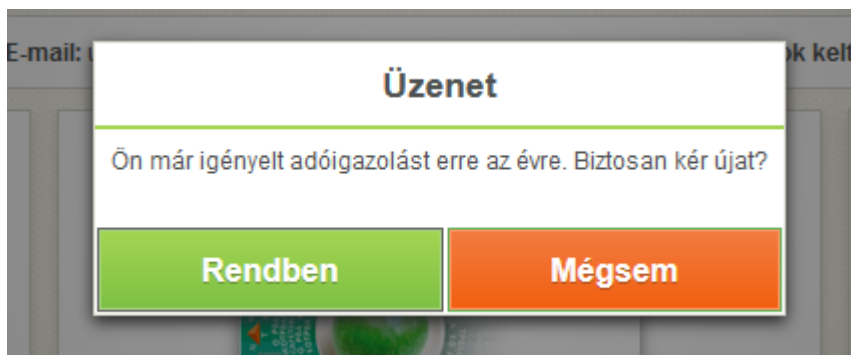 E-mail:
ok kelt
Üzenet
Ön már igényelt adóigazolást erre az évre. Biztosan kér újat?
Rendben
Mégsem